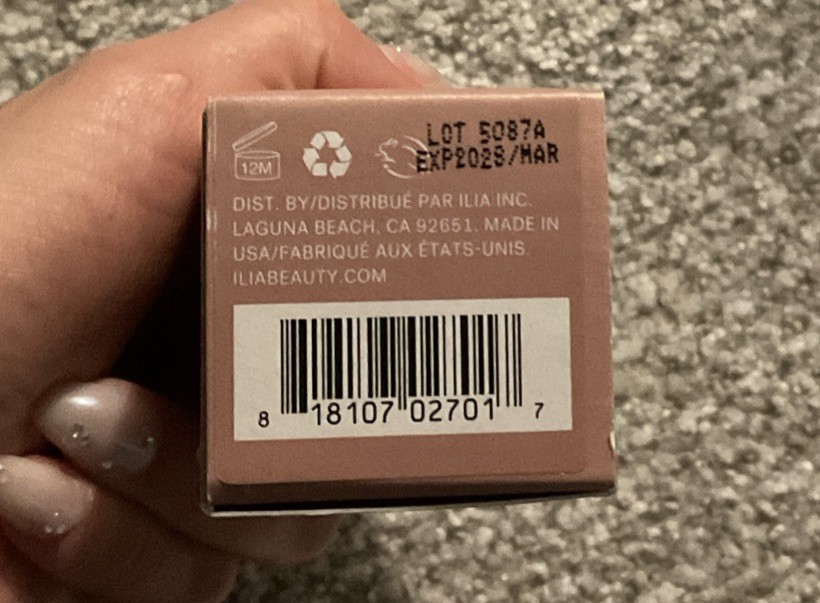 12M
LOT 5087A
EXP2028/MAR
DIST. BY/DISTRIBUÉ PAR ILIA INC.
LAGUNA BEACH, CA 92651. MADE IN
USA/FABRIQUÉ AUX ÉTATS-UNIS.
ILIABEAUTY.COM
8 18107 02701 7